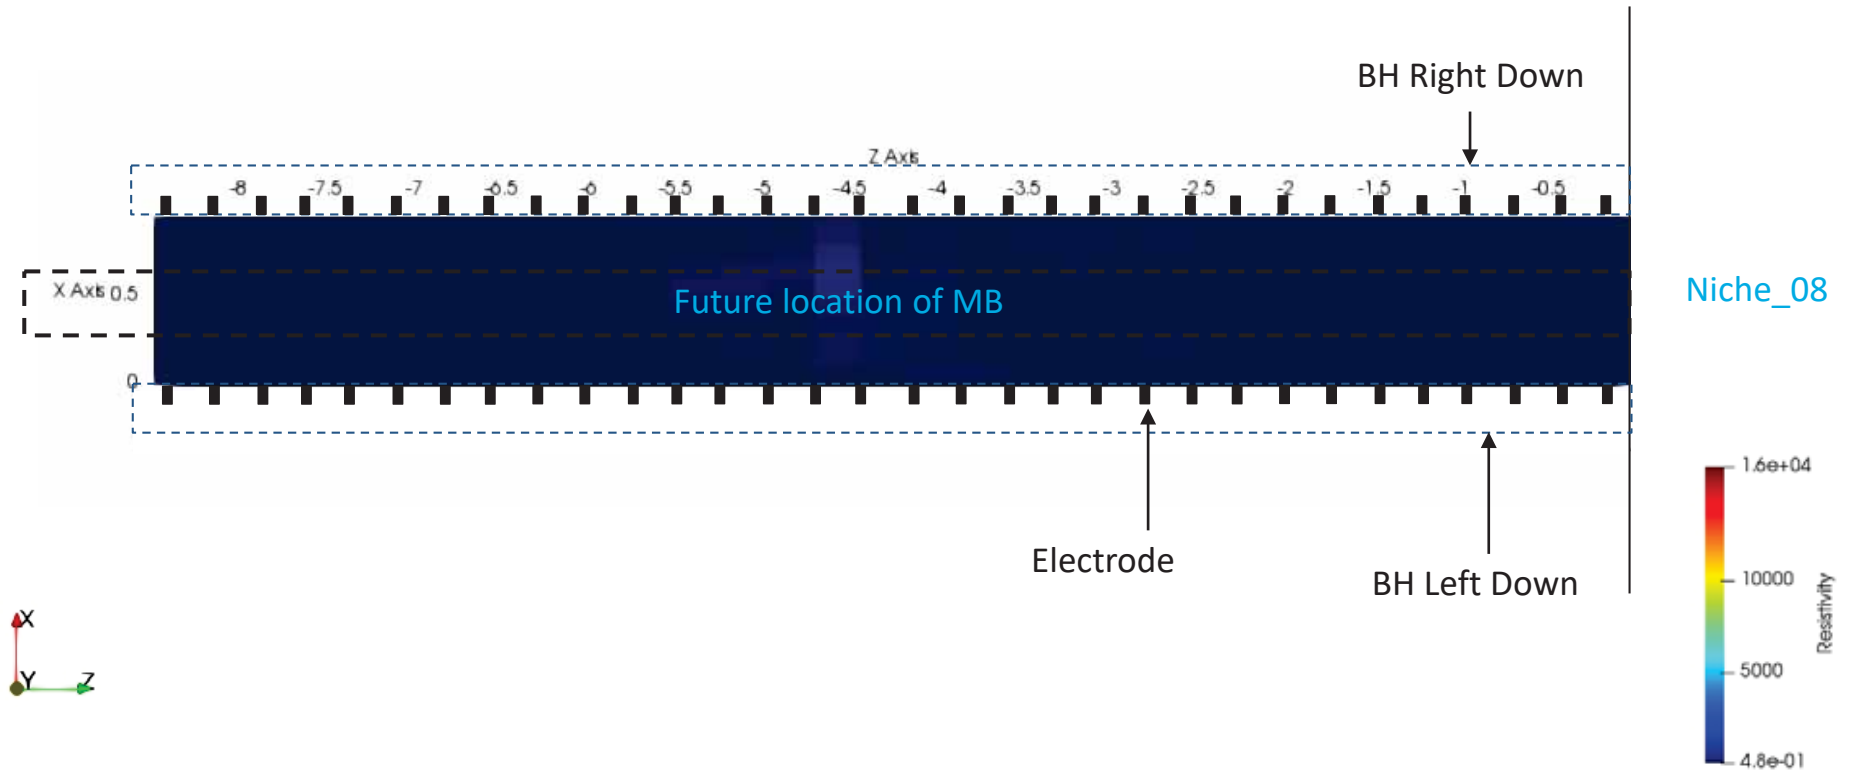 BH Right Down
Z Axis
-8 -7.5 -7 -6.5 -6 -5.5 -5 -4.5 -4 -3.5 -3 -2.5 -2 -1.5 -1 -0.5
X Axis 0.5
Future location of MB
Niche_08
0
Electrode
BH Left Down
1.6e+04
10000
5000
4.8e-01
Resistivity
X
Y Z